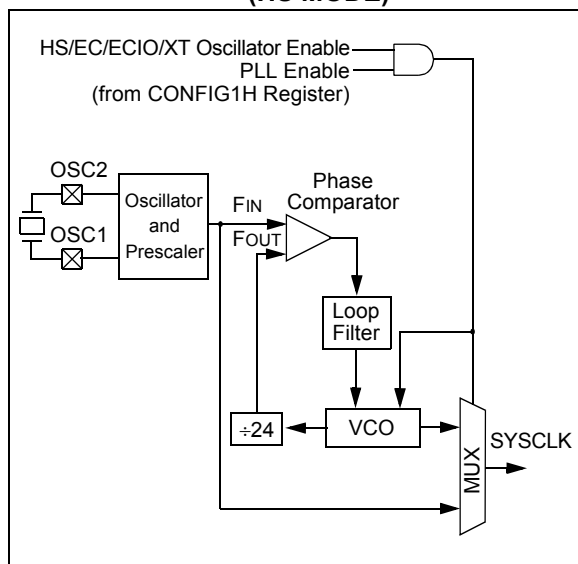 (HS MODE)
HS/EC/ECIO/XT Oscillator Enable
PLL Enable
(from CONFIG1H Register)
OSC2
OSC1
Oscillator
and
Prescaler
FIN
FOUT
Phase
Comparator
Loop
Filter
÷24
VCO
MUX
SYSCLK